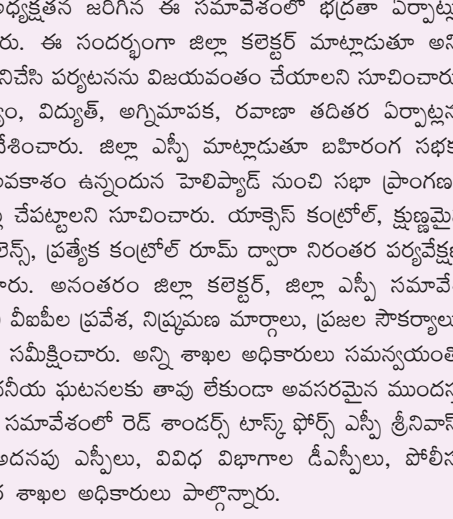 అధ్యక్షతన జరిగిన ఈ సమావేశంలో భద్రతా ఏర్పాట్లు
రు. ఈ సందర్భంగా జిల్లా కలెక్టర్ మాట్లాడుతూ అని
నిచేసి పర్యటనను విజయవంతం చేయాలని సూచించారు
్యం, విద్యుత్, అగ్నిమాపక, రవాణా తదితర ఏర్పాట్లన
దేశించారు. జిల్లా ఎస్పీ మాట్లాడుతూ బహిరంగ సభక
అవకాశం ఉన్నందున హెలిప్యాడ్ నుంచి సభా ప్రాంగణ
్లు చేపట్టాలని సూచించారు. యాక్సెస్ కంట్రోల్, క్షుణ్ణమై
లెన్స్, ప్రత్యేక కంట్రోల్ రూమ్ ద్వారా నిరంతర పర్యవేక్షణ
ారు. అనంతరం జిల్లా కలెక్టర్, జిల్లా ఎస్పీ సమావే
వీఐపీల ప్రవేశ, నిష్క్రమణ మార్గాలు, ప్రజల సౌకర్యాలు
సమీక్షించారు. అన్ని శాఖల అధికారులు సమన్వయంతో
ఛనీయ ఘటనలకు తావు లేకుండా అవసరమైన ముందస్త
సమావేశంలో రెడ్ శాండర్స్ టాస్క్ ఫోర్స్ ఎస్పీ శ్రీనివాస్
అదనపు ఎస్పీలు, వివిధ విభాగాల డీఎస్పీలు, పోలీస
ర శాఖల అధికారులు పాల్గొన్నారు.